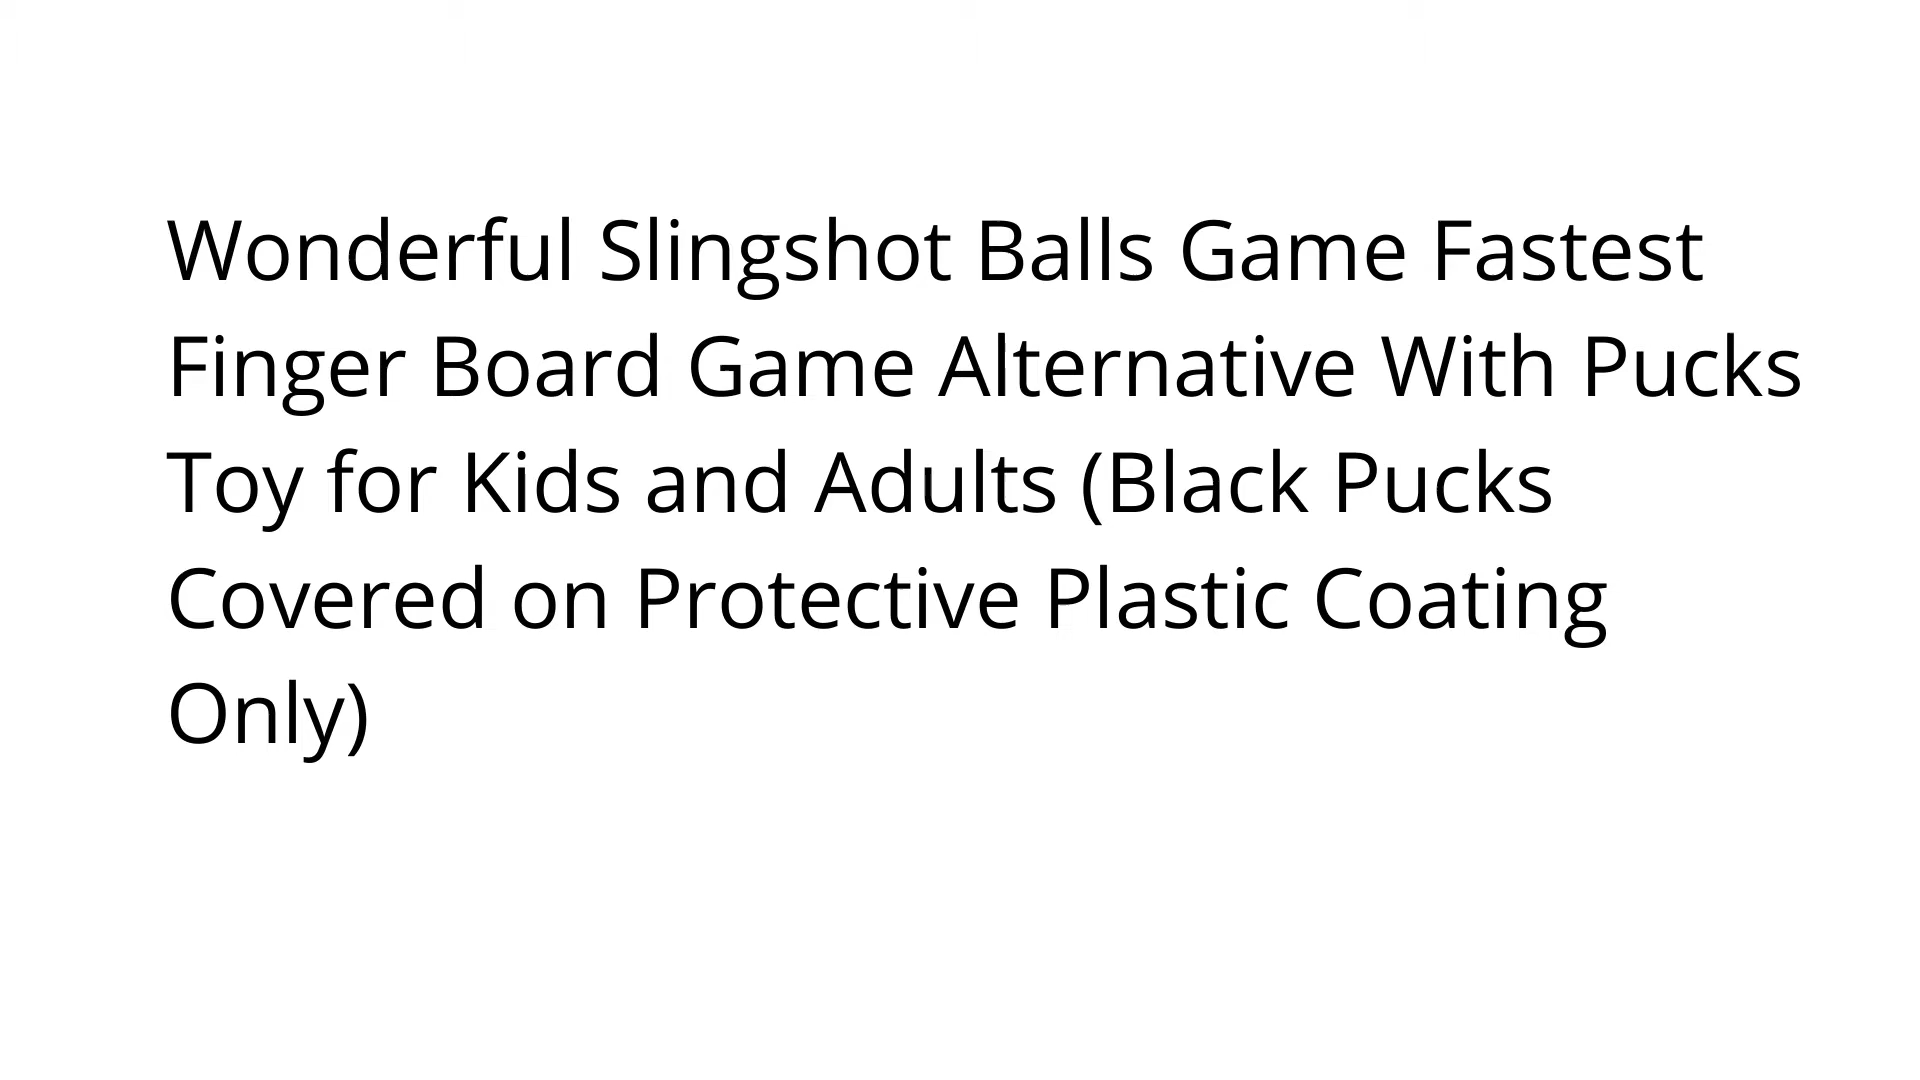 Wonderful Slingshot Balls Game Fastest
Finger Board Game Alternative With Pucks
Toy for Kids and Adults (Black Pucks
Covered on Protective Plastic Coating
Only)